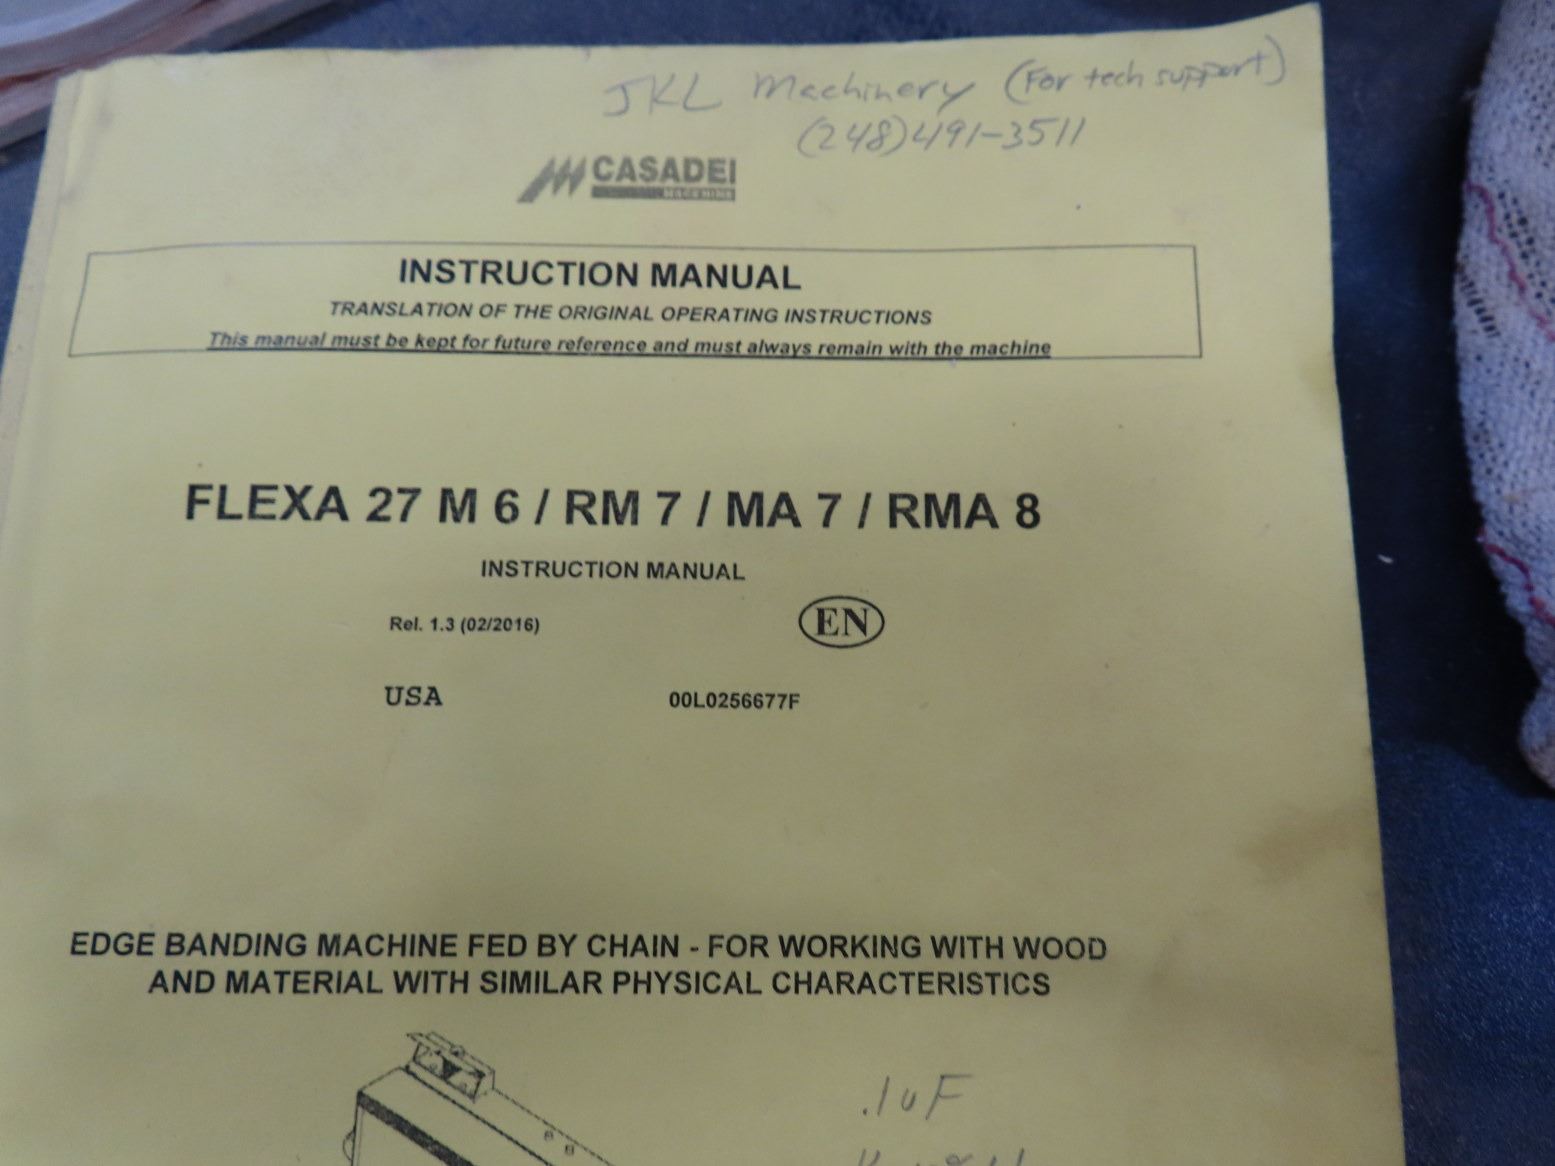 JKL Machinery (For tech support)
(248)491-3511
CASADEI
INSTRUCTION MANUAL
TRANSLATION OF THE ORIGINAL OPERATING INSTRUCTIONS
This manual must be kept for future reference and must always remain with the machine
FLEXA 27 M 6 / RM 7 / MA 7 / RMA 8
INSTRUCTION MANUAL
Rel. 1.3 (02/2016) EN
USA 00L0256677F
EDGE BANDING MACHINE FED BY CHAIN - FOR WORKING WITH WOOD
AND MATERIAL WITH SIMILAR PHYSICAL CHARACTERISTICS
.1uF